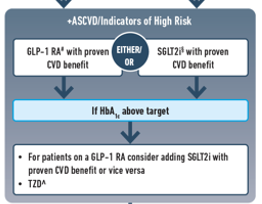 +ASCVD/Indicators of High Risk
GLP-1 RA# with proven CVD benefit
EITHER/
OR
SGLT2i§ with proven CVD benefit
If HbA1c above target
• For patients on a GLP-1 RA consider adding SGLT2i with
proven CVD benefit or vice versa
• TZD^